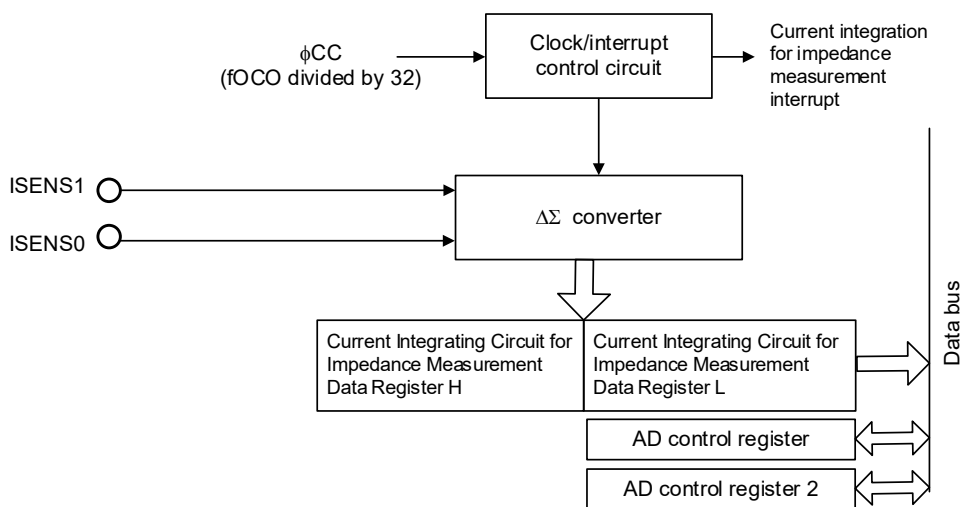 ϕCC
(fOCO divided by 32)
Clock/interrupt
control circuit
Current integration
for impedance
measurement
interrupt
ISENS1
ISENS0
ΔΣ converter
Current Integrating Circuit for
Impedance Measurement
Data Register H
Current Integrating Circuit for
Impedance Measurement
Data Register L
AD control register
AD control register 2
Data bus